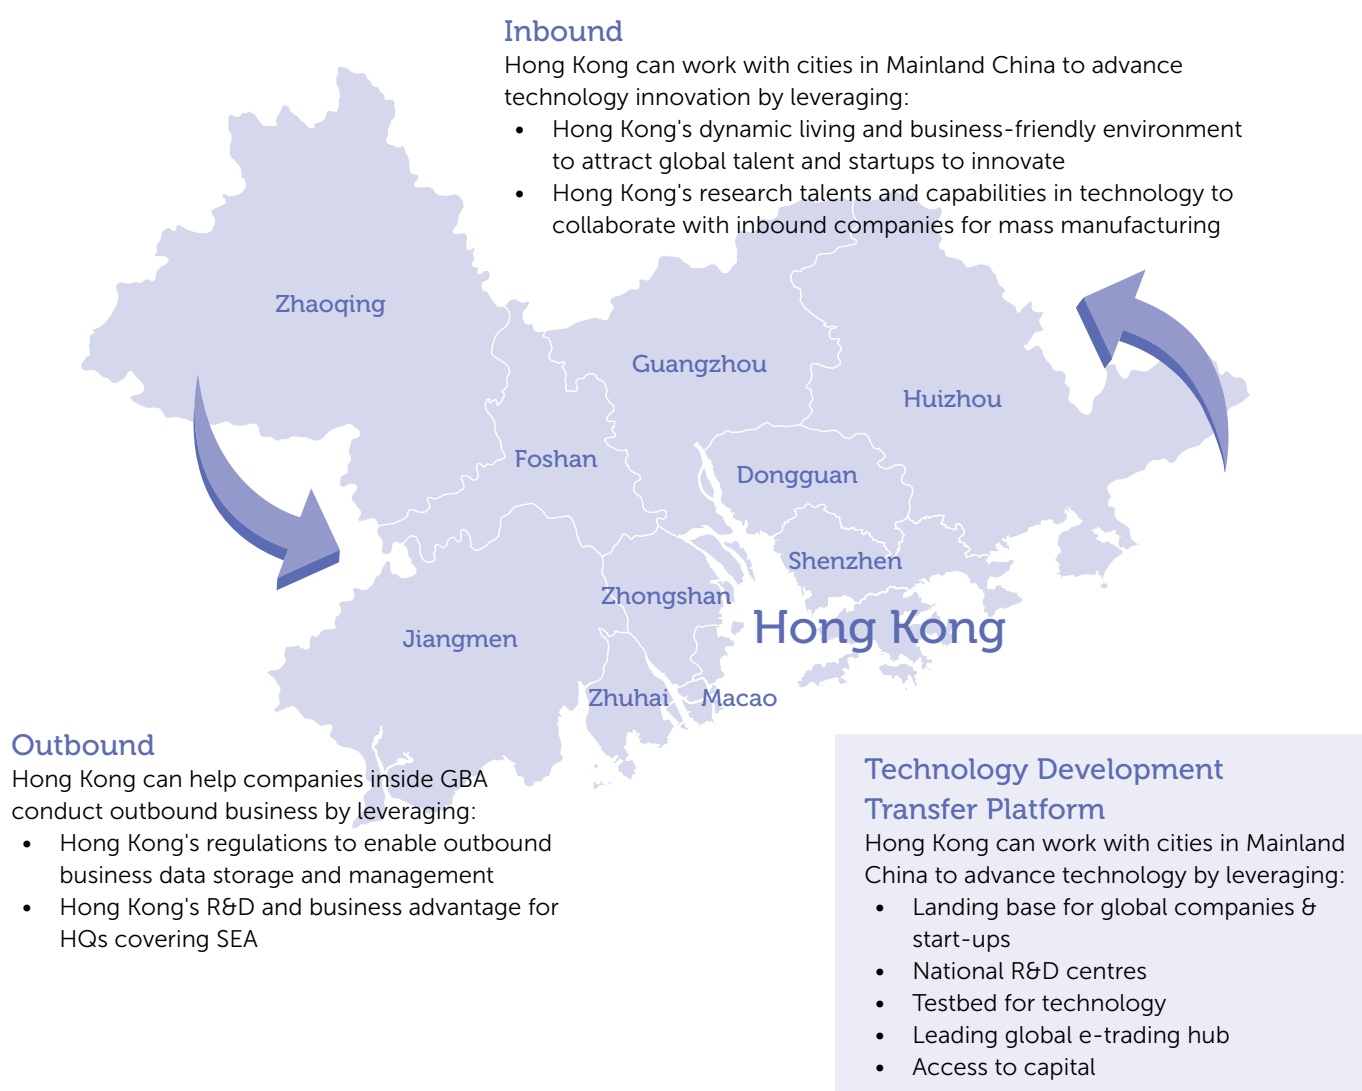 Inbound
Hong Kong can work with cities in Mainland China to advance
technology innovation by leveraging:
• Hong Kong's dynamic living and business-friendly environment
to attract global talent and startups to innovate
• Hong Kong's research talents and capabilities in technology to
collaborate with inbound companies for mass manufacturing
Zhaoqing
Guangzhou
Huizhou
Foshan
Dongguan
Shenzhen
Zhongshan
Hong Kong
Jiangmen
Zhuhai
Macao
Outbound
Hong Kong can help companies inside GBA
conduct outbound business by leveraging:
• Hong Kong's regulations to enable outbound
business data storage and management
• Hong Kong's R&D and business advantage for
HQs covering SEA
Technology Development
Transfer Platform
Hong Kong can work with cities in Mainland
China to advance technology by leveraging:
• Landing base for global companies &
start-ups
• National R&D centres
• Testbed for technology
• Leading global e-trading hub
• Access to capital